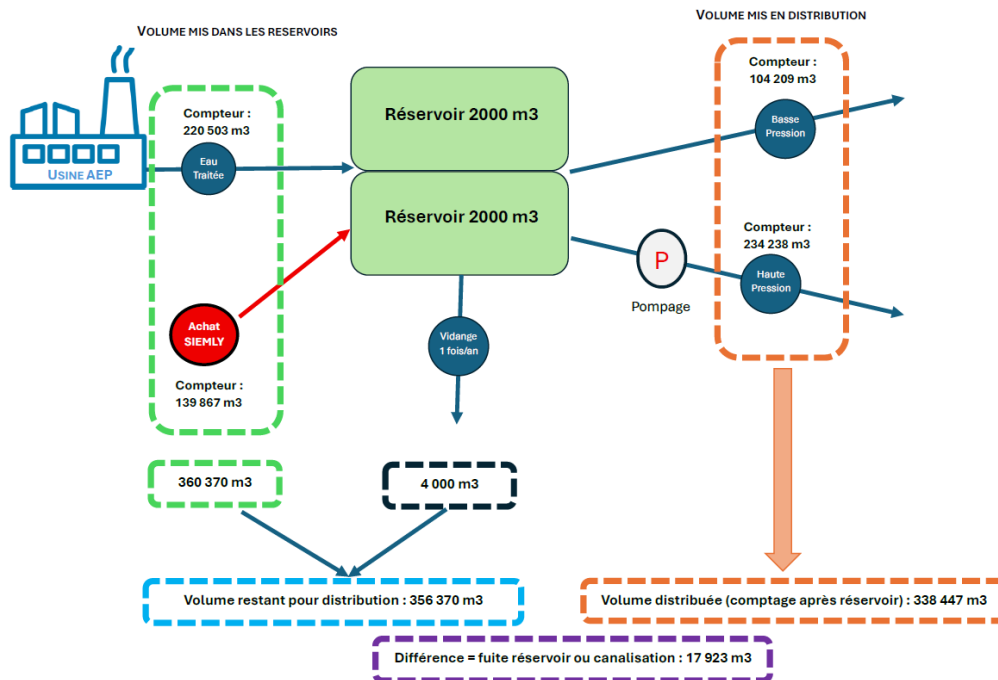 VOLUME MIS DANS LES RESERVOIRS
VOLUME MIS EN DISTRIBUTION
Compteur :
220 503 m3
Eau
Traitée
USINE AEP
Réservoir 2000 m3
Réservoir 2000 m3
Compteur :
104 209 m3
Basse
Pression
Compteur :
234 238 m3
Haute
Pression
P
Pompage
Achat
SIEMLY
Compteur :
139 867 m3
Vidange
1 fois/an
360 370 m3
4 000 m3
Volume restant pour distribution : 356 370 m3
Volume distribuée (comptage après réservoir) : 338 447 m3
Différence = fuite réservoir ou canalisation : 17 923 m3